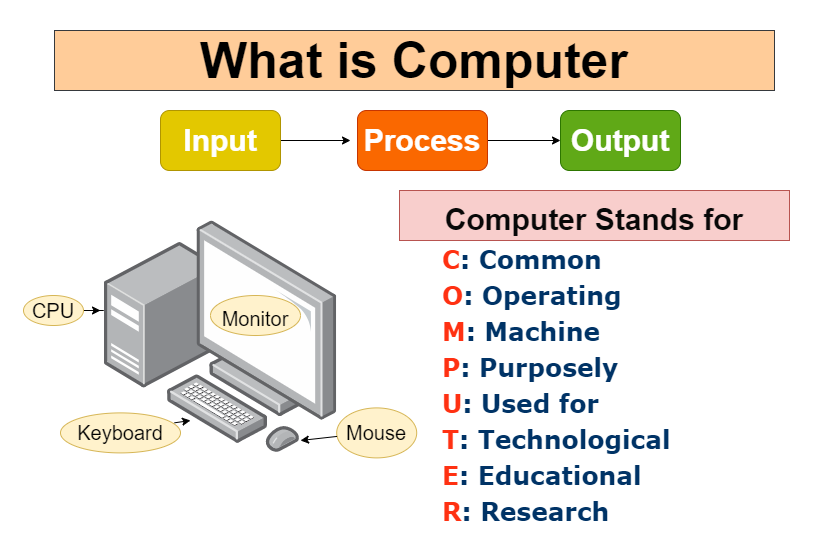 What is Computer
Input
Process
Output
Computer Stands for
C: Common
O: Operating
M: Machine
P: Purposely
U: Used for
T: Technological
E: Educational
R: Research
CPU
Monitor
Keyboard
Mouse